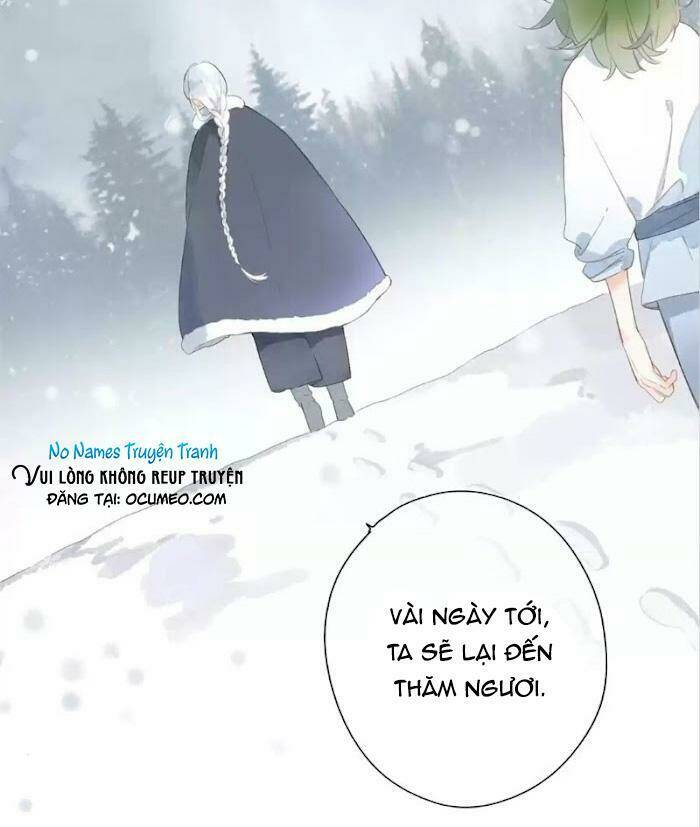 No Names Truyện Tranh
VUI LÒNG KHÔNG REUP TRUYỆN
ĐĂNG TẠI: OCUMEO.COM
VÀI NGÀY TỚI,
TA SẼ LẠI ĐẾN
THĂM NGƯƠI.